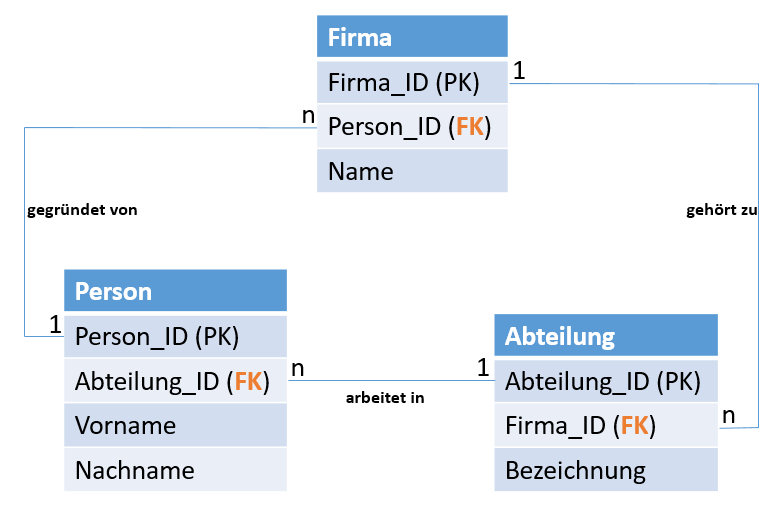 Firma
Firma_ID (PK)
1
n
Person_ID (FK)
Name
gegründet von
gehört zu
Person
1
Person_ID (PK)
Abteilung_ID (FK)
n
Vorname
Nachname
arbeitet in
Abteilung
1
Abteilung_ID (PK)
Firma_ID (FK)
n
Bezeichnung